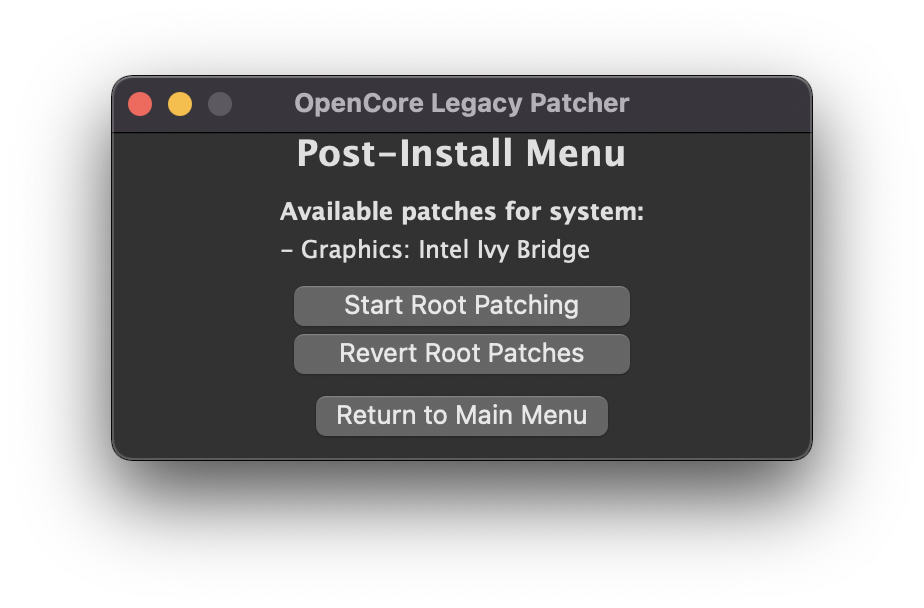 OpenCore Legacy Patcher
Post-Install Menu
Available patches for system:
- Graphics: Intel Ivy Bridge
Start Root Patching
Revert Root Patches
Return to Main Menu